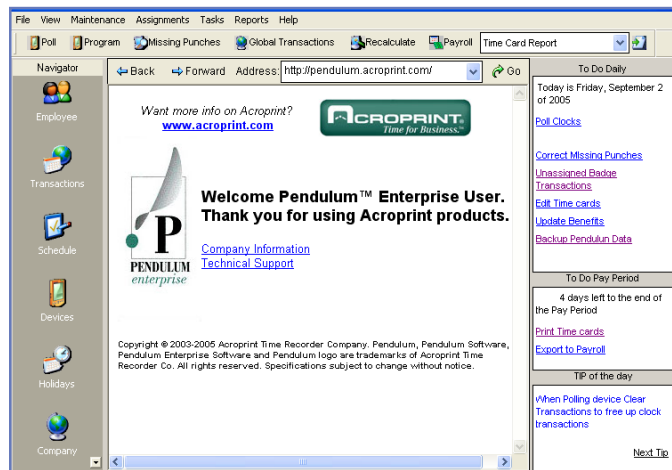 File View Maintenance Assignments Tasks Reports Help
Poll Program Missing Punches Global Transactions Recalculate Payroll Time Card Report
Navigator
Employee
Transactions
Schedule
Devices
Holidays
Company
Back Forward Address: http://pendulum.acroprint.com/ Go
Want more info on Acroprint?
www.acroprint.com
ACROPRINT.
Time for Business.™
P
PENDULUM
enterprise
Welcome Pendulum™ Enterprise User.
Thank you for using Acroprint products.
Company Information
Technical Support
Copyright © 2003-2005 Acroprint Time Recorder Company. Pendulum, Pendulum Software,
Pendulum Enterprise Software and Pendulum logo are trademarks of Acroprint Time
Recorder Co. All rights reserved. Specifications subject to change without notice.
To Do Daily
Today is Friday, September 2
of 2005
Poll Clocks
Correct MIssing Punches
Unassigned Badge
Transactions
Edit Time cards
Update Benefits
Backup Pendulun Data
To Do Pay Period
4 days left to the end of
the Pay Period
Print Time cards
Export to Payroll
TIP of the day
When Polling device Clear
Transactions to free up clock
transactions
Next Tip